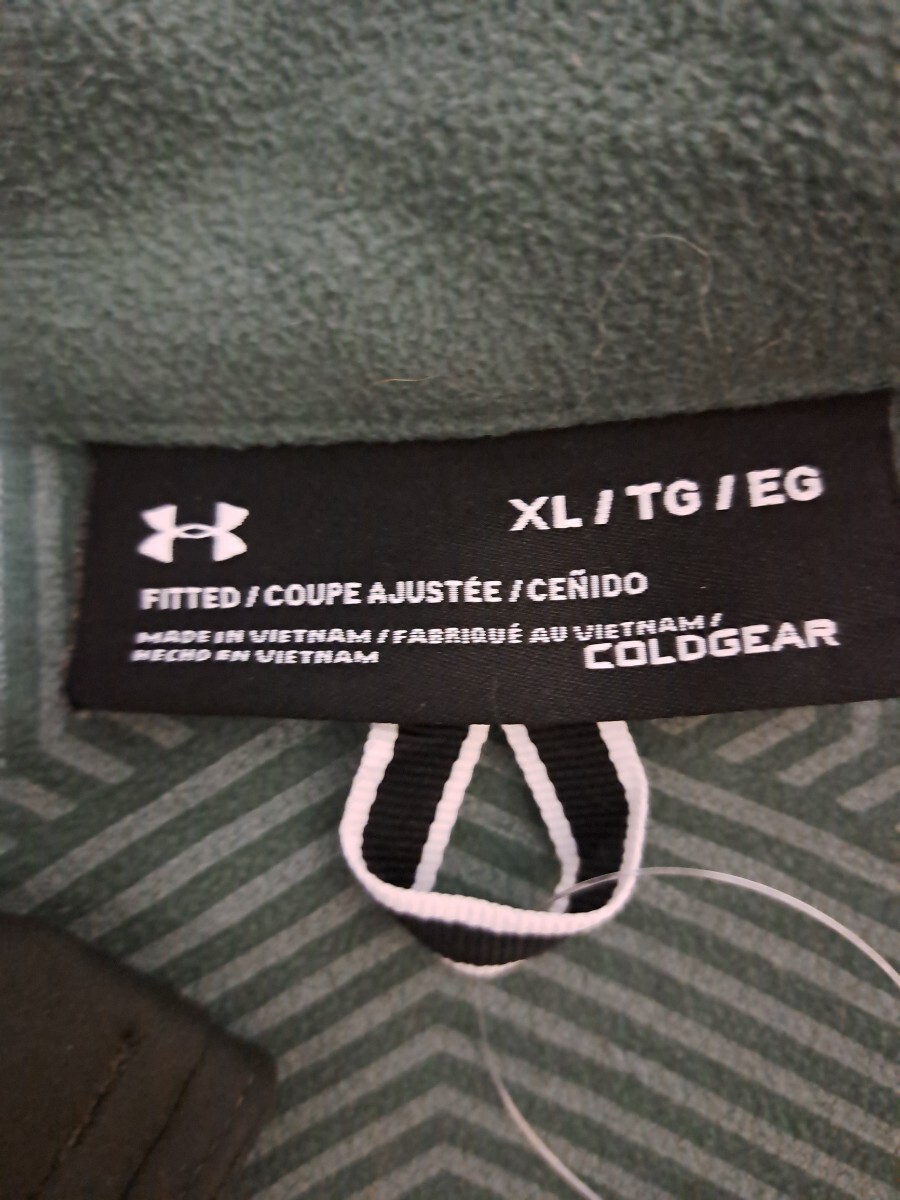 XL / TG / EG
FITTED / COUPE AJUSTÉE / CEÑIDO
MADE IN VIETNAM / FABRIQUÉ AU VIETNAM /
HECHO EN VIETNAM
COLDGEAR